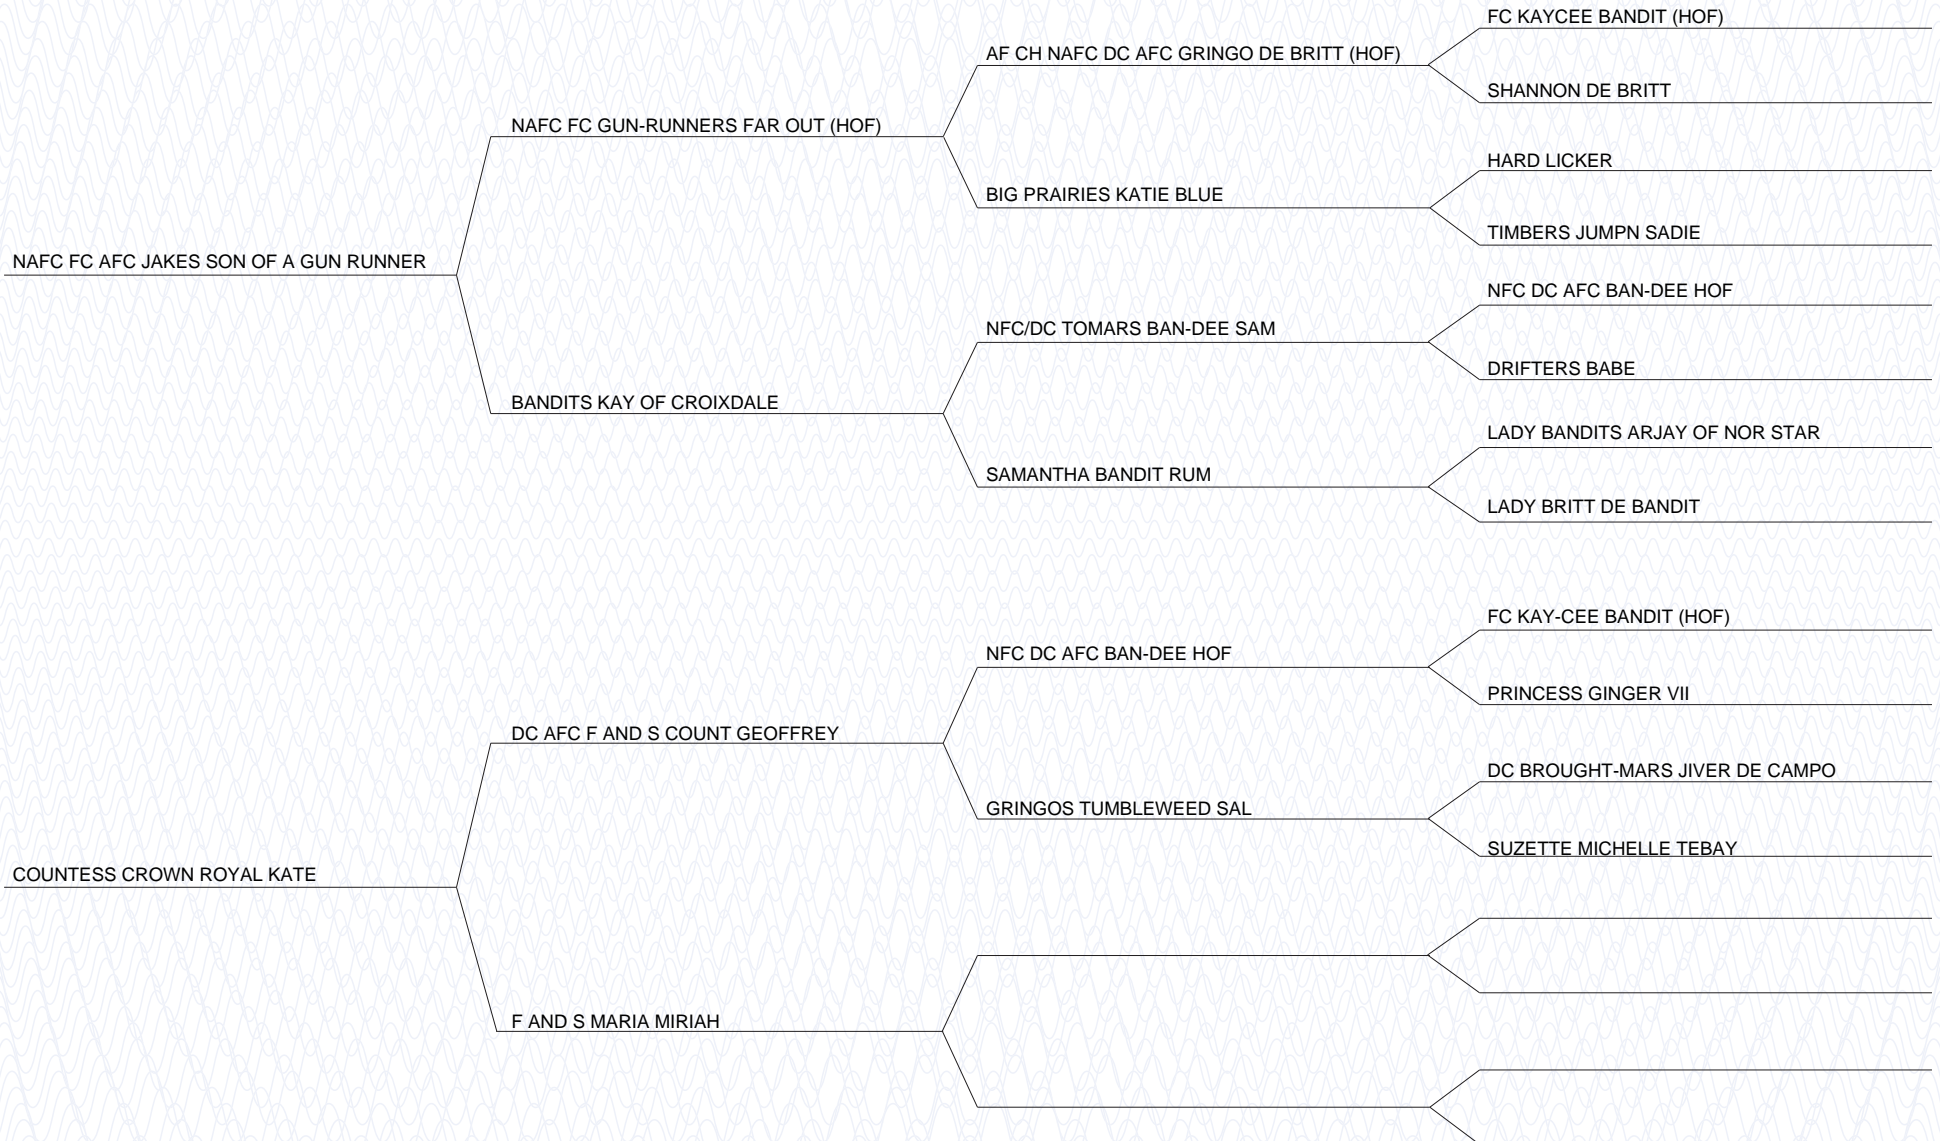 FC KAYCEE BANDIT (HOF)
AF CH NAFC DC AFC GRINGO DE BRITT (HOF)
SHANNON DE BRITT
NAFC FC GUN-RUNNERS FAR OUT (HOF)
HARD LICKER
BIG PRAIRIES KATIE BLUE
TIMBERS JUMPN SADIE
NAFC FC AFC JAKES SON OF A GUN RUNNER
NFC DC AFC BAN-DEE HOF
NFC/DC TOMARS BAN-DEE SAM
DRIFTERS BABE
BANDITS KAY OF CROIXDALE
LADY BANDITS ARJAY OF NOR STAR
SAMANTHA BANDIT RUM
LADY BRITT DE BANDIT
FC KAY-CEE BANDIT (HOF)
NFC DC AFC BAN-DEE HOF
PRINCESS GINGER VII
DC AFC F AND S COUNT GEOFFREY
DC BROUGHT-MARS JIVER DE CAMPO
GRINGOS TUMBLEWEED SAL
SUZETTE MICHELLE TEBAY
COUNTESS CROWN ROYAL KATE
F AND S MARIA MIRIAH